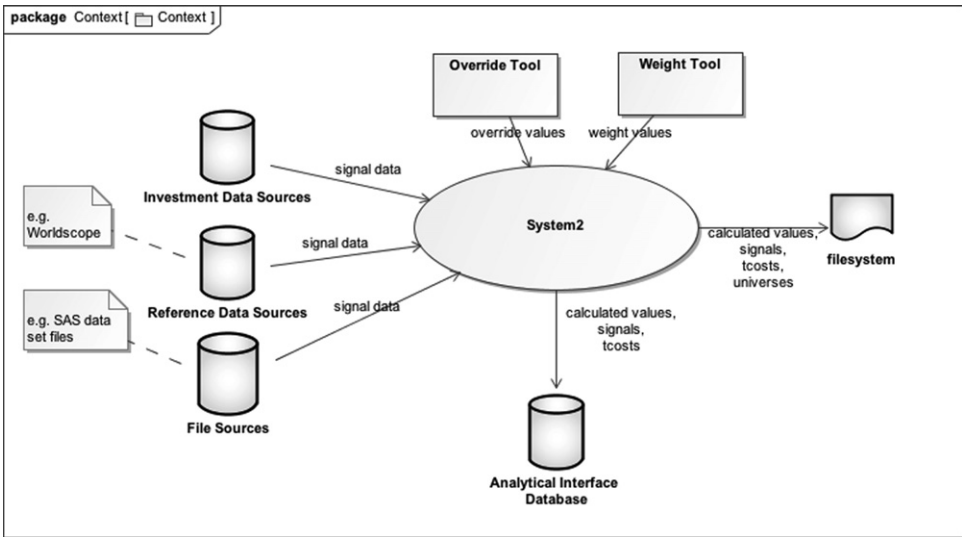 package Context [ Context ]
Override Tool
Weight Tool
override values
weight values
signal data
Investment Data Sources
e.g.
Worldscope
signal data
Reference Data Sources
e.g. SAS data
set files
signal data
File Sources
System2
calculated values,
signals,
tcosts,
universes
filesystem
calculated values,
signals,
tcosts
Analytical Interface
Database